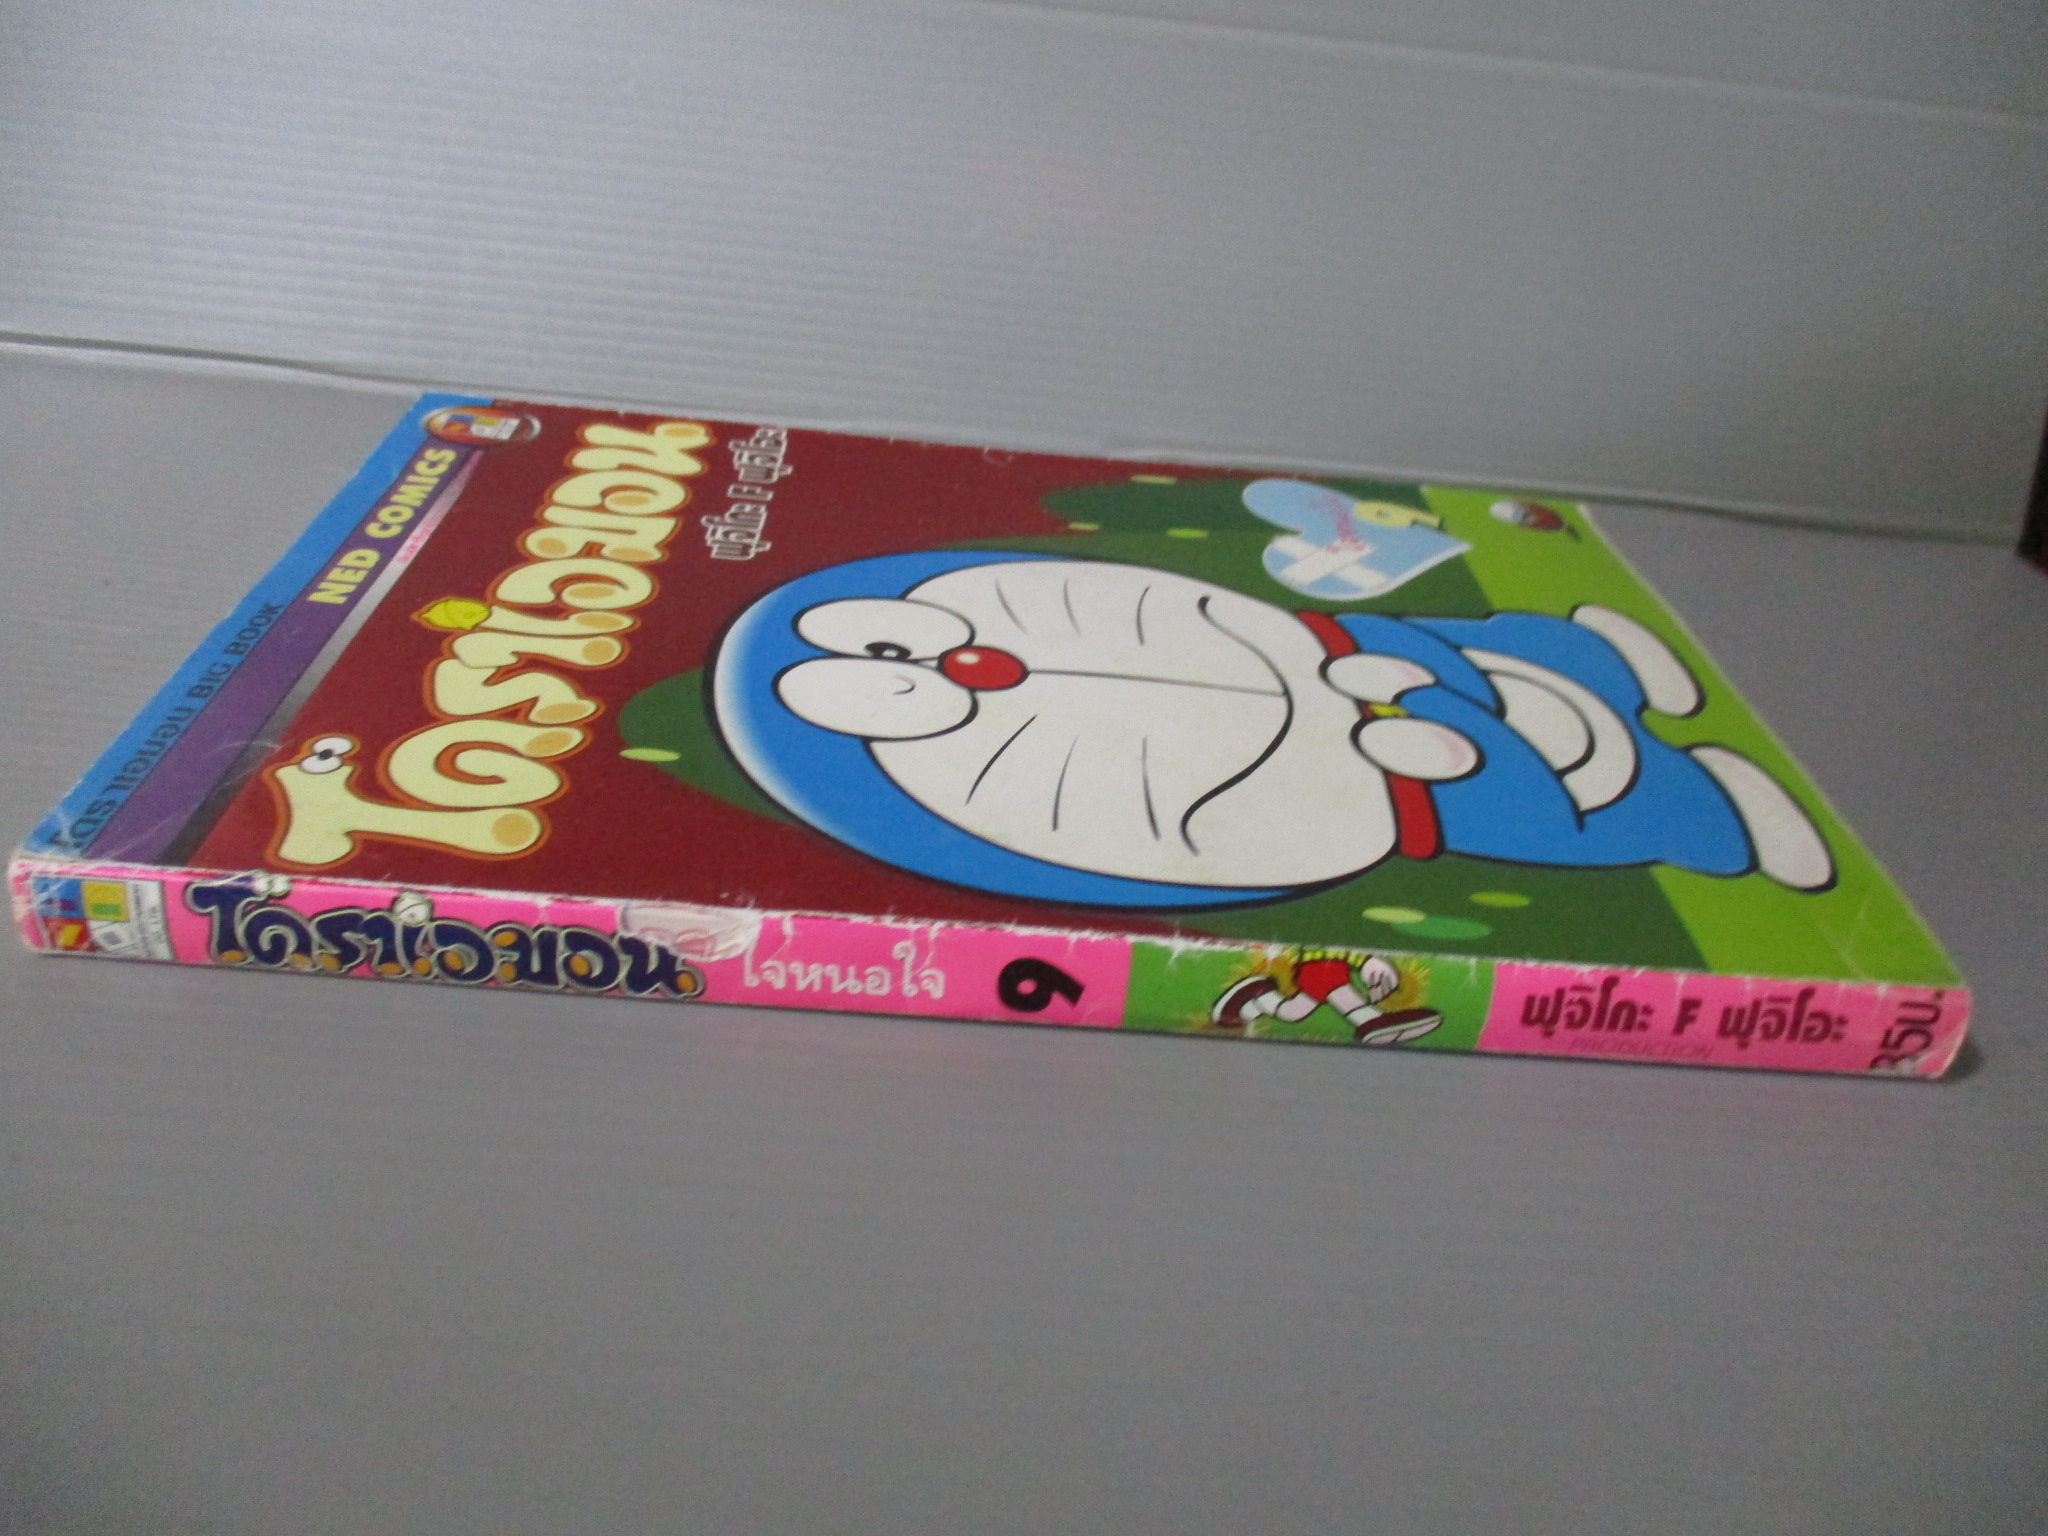 โดราเอมอน BIG BOOK
NED COMICS
โดราเอมอน
ฟุจิโกะ F ฟุจิโอะ
9
โดราเอมอน
ใจหนอใจ
9
ฟุจิโกะ F ฟุจิโอะ
PRODUCTION
35บ.